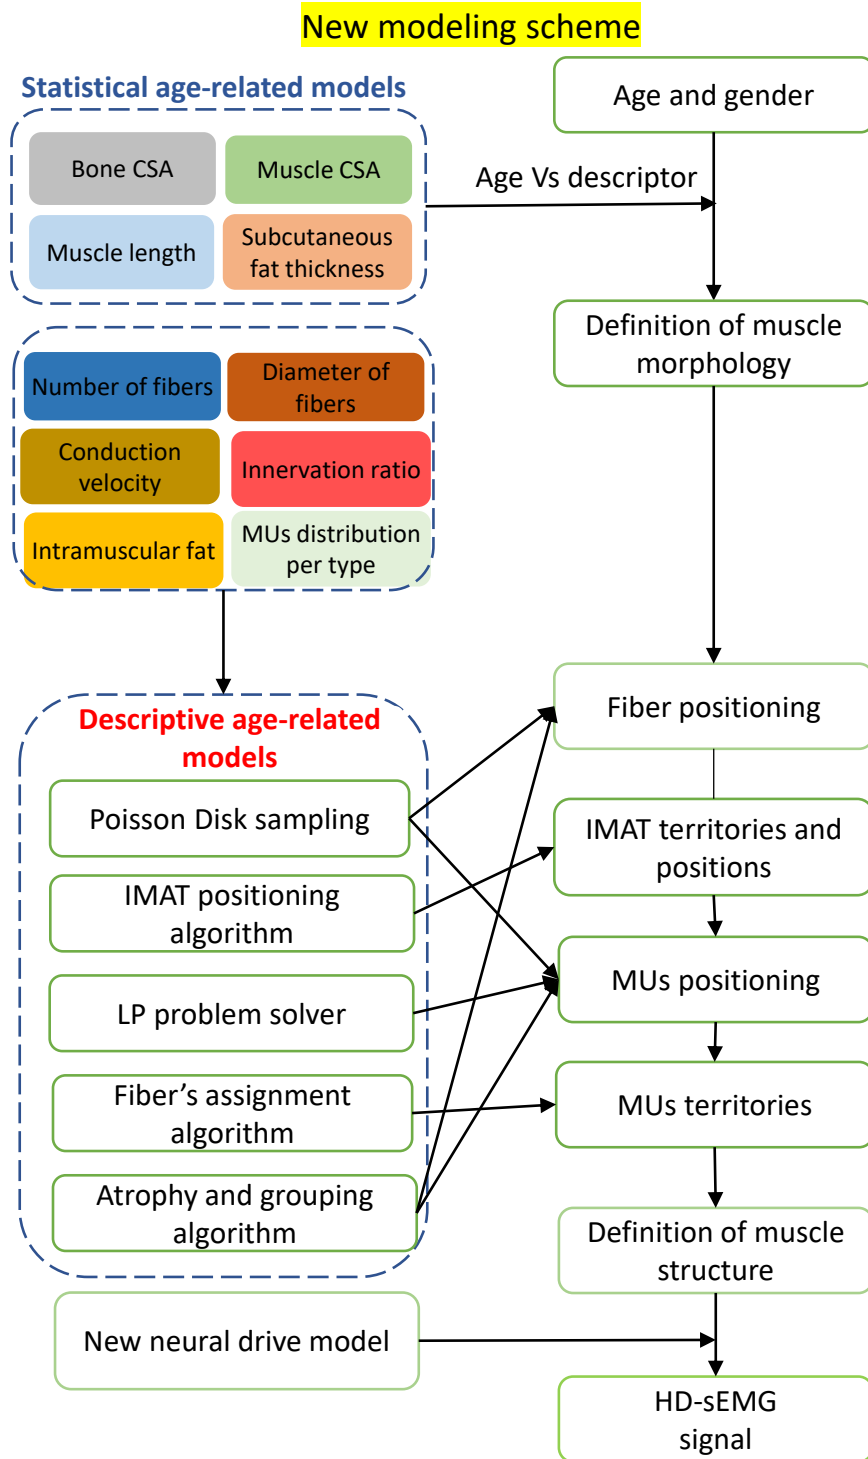 New modeling scheme
Statistical age-related models
Bone CSA
Muscle CSA
Muscle length
Subcutaneous
fat thickness
Age and gender
Age Vs descriptor
Definition of muscle
morphology
Number of fibers
Diameter of
fibers
Conduction
velocity
Innervation ratio
Intramuscular fat
MUs distribution
per type
Descriptive age-related
models
Poisson Disk sampling
IMAT positioning
algorithm
LP problem solver
Fiber’s assignment
algorithm
Atrophy and grouping
algorithm
New neural drive model
Fiber positioning
IMAT territories and
positions
MUs positioning
MUs territories
Definition of muscle
structure
HD-sEMG
signal